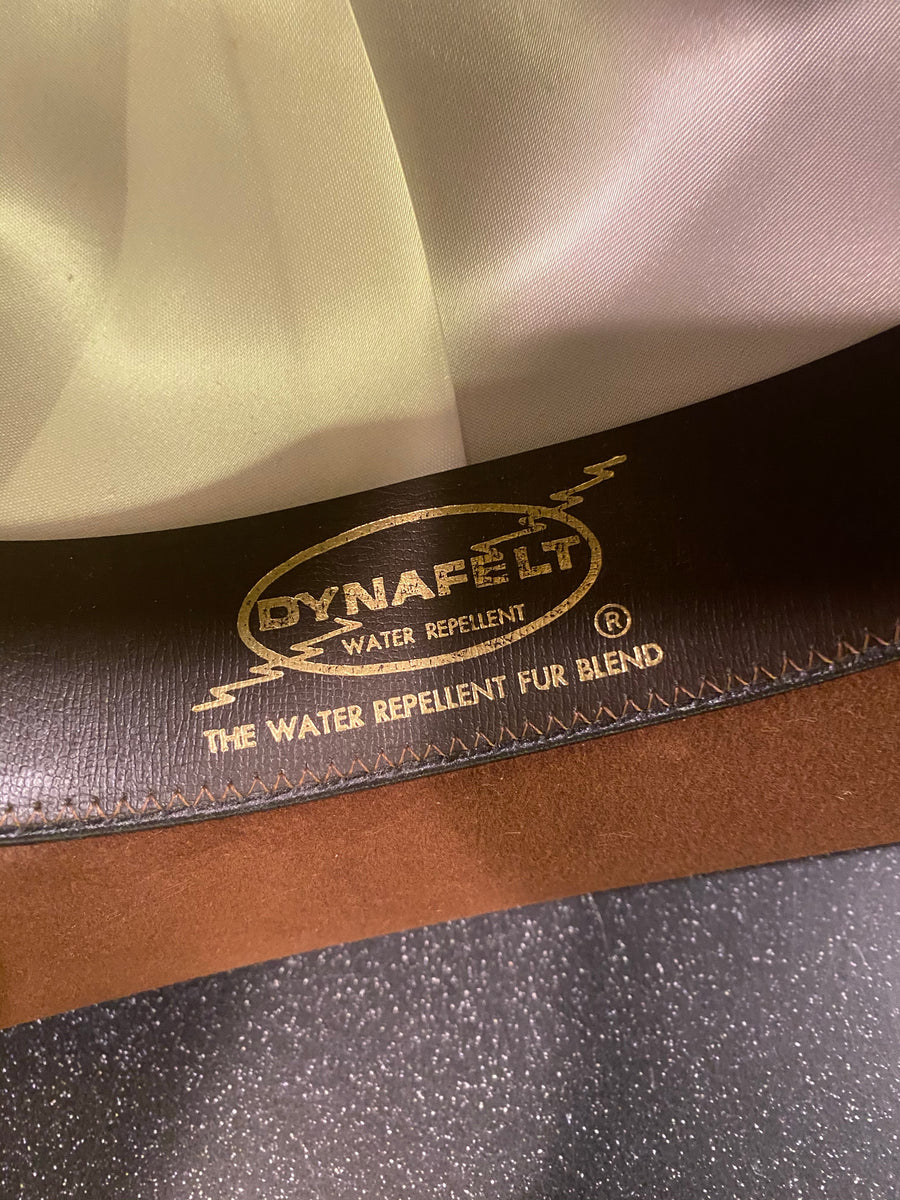 DYNAFELT
WATER REPELLENT
®
THE WATER REPELLENT FUR BLEND